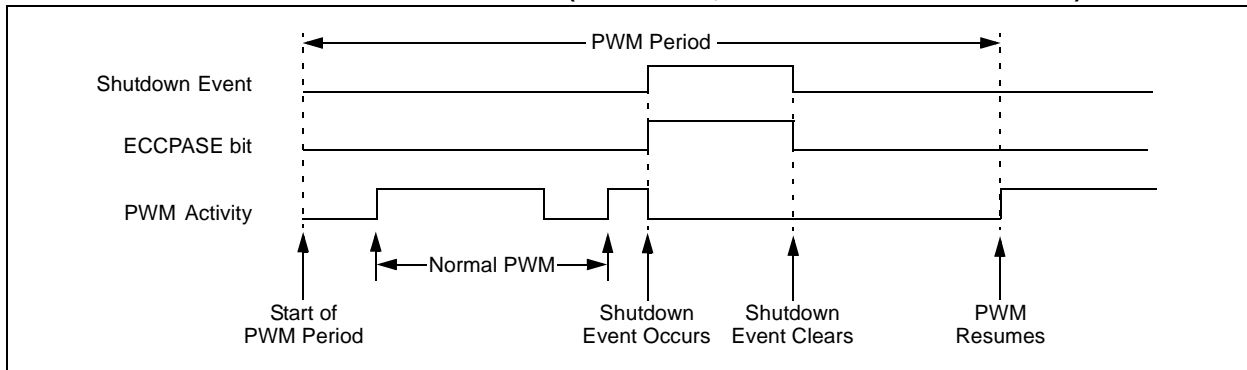 PWM Period
Shutdown Event
ECCPASE bit
PWM Activity
Normal PWM
Start of
PWM Period
Shutdown
Event Occurs
Shutdown
Event Clears
PWM
Resumes